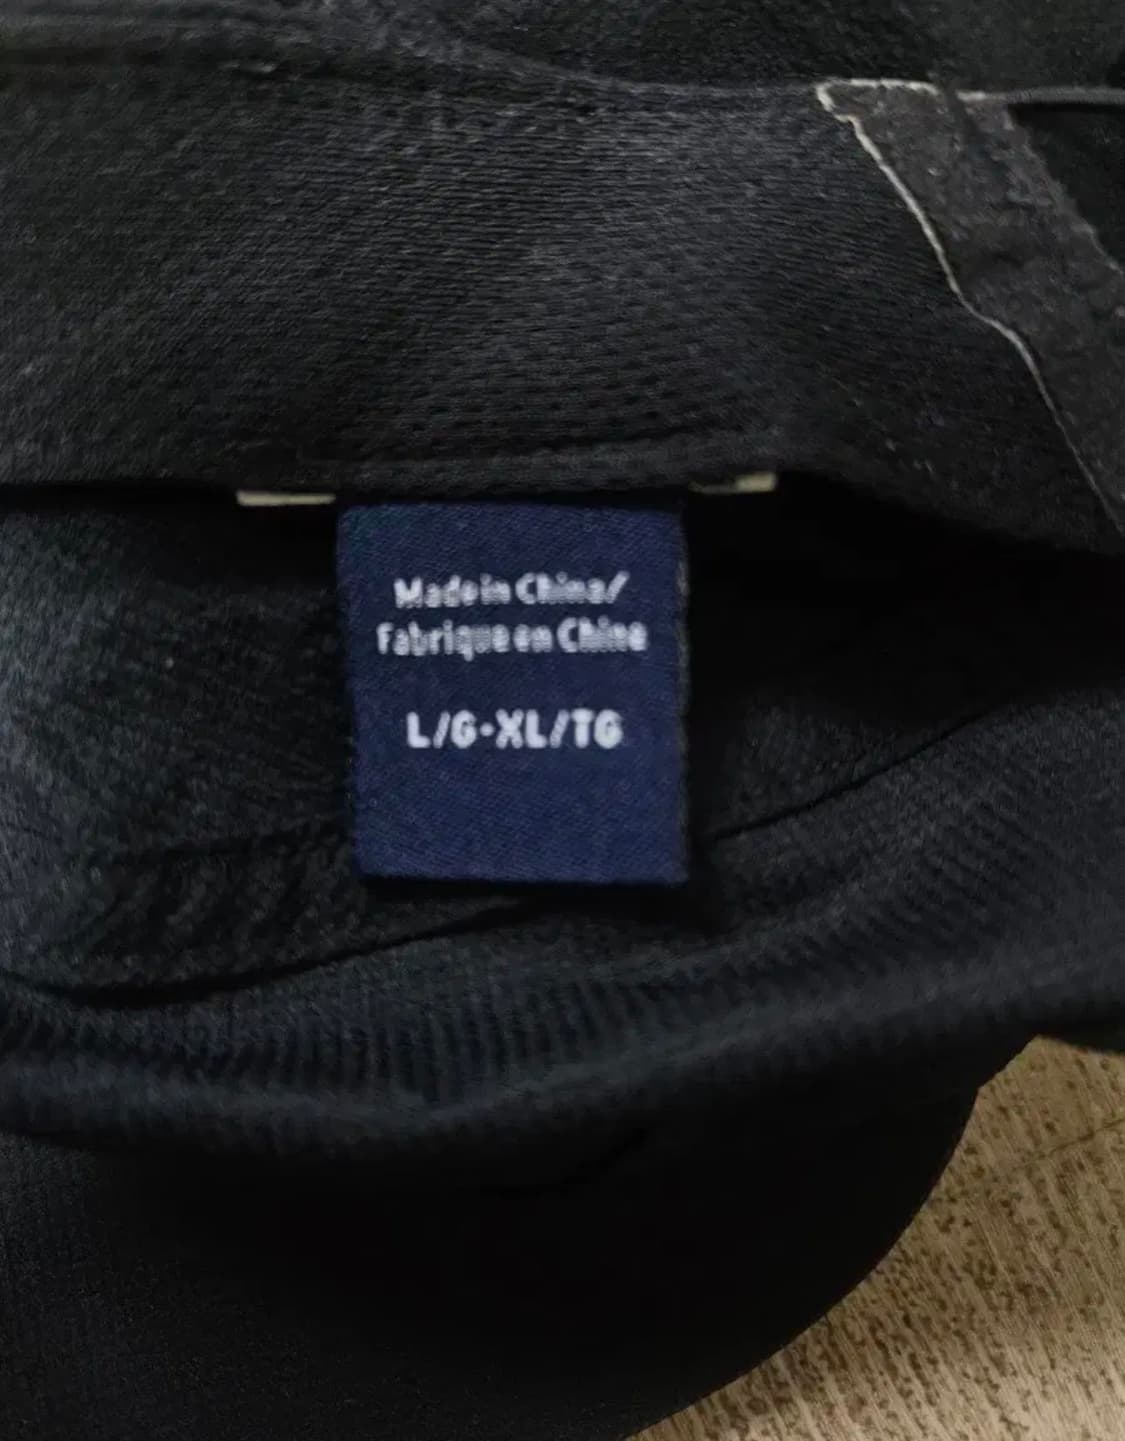 Made in China/
Fabrique en Chine
L/G-XL/TG